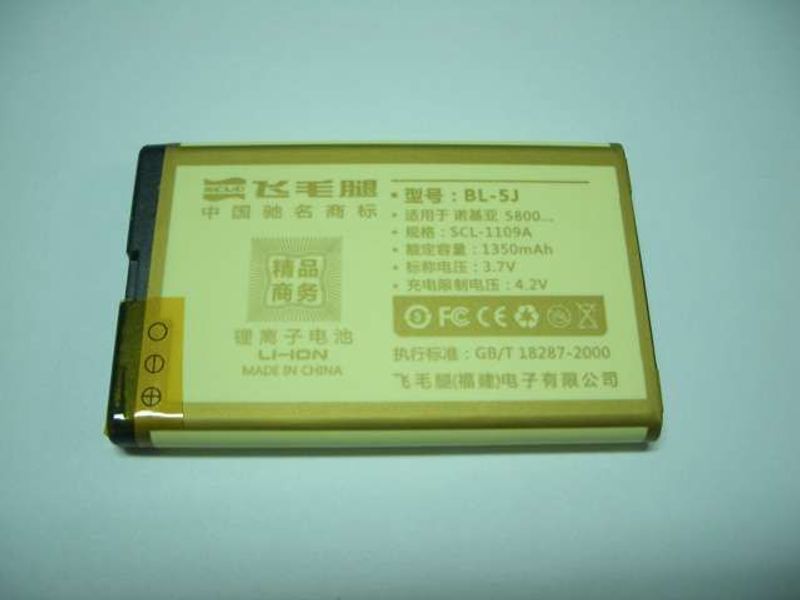 SCUD 飞毛腿
中国驰名商标
精品
商务
锂离子电池
LI-ION
MADE IN CHINA
• 型号：BL-5J
• 适用于 诺基亚 5800...
• 规格：SCL-1109A
• 额定容量：1350mAh
• 标称电压：3.7V
• 充电限制电压：4.2V
FC CE
执行标准：GB/T 18287-2000
飞毛腿(福建)电子有限公司